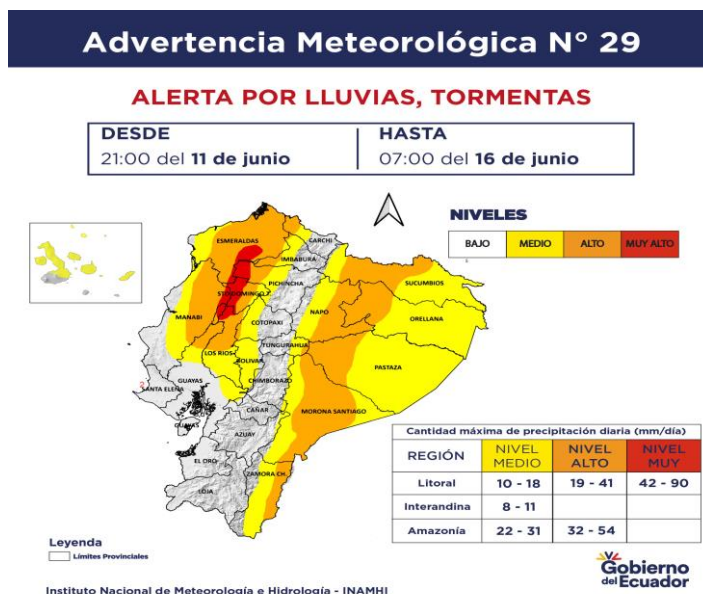 Advertencia Meteorológica N° 29
ALERTA POR LLUVIAS, TORMENTAS
DESDE
21:00 del 11 de junio
HASTA
07:00 del 16 de junio
NIVELES
BAJO MEDIO ALTO MUY ALTO
ESMERALDAS
CARCHI
IMBABURA
SUCUMBIOS
PICHINCHA
STO DOMINGO T.
NAPO
ORELLANA
MANABI
COTOPAXI
TUNGURAHUA
LOS RIOS
BOLIVAR
PASTAZA
CHIMBORAZO
GUAYAS
2
SANTA ELENA
MORONA SANTIAGO
CAÑAR
GUAYAS
AZUAY
EL ORO
ZAMORA CH.
LOJA
Cantidad máxima de precipitación diaria (mm/día)
REGIÓN NIVEL MEDIO NIVEL ALTO NIVEL MUY
Litoral 10 - 18 19 - 41 42 - 90
Interandina 8 - 11
Amazonía 22 - 31 32 - 54
Leyenda
Límites Provinciales
Gobierno
del Ecuador
Instituto Nacional de Meteorología e Hidrología - INAMHI